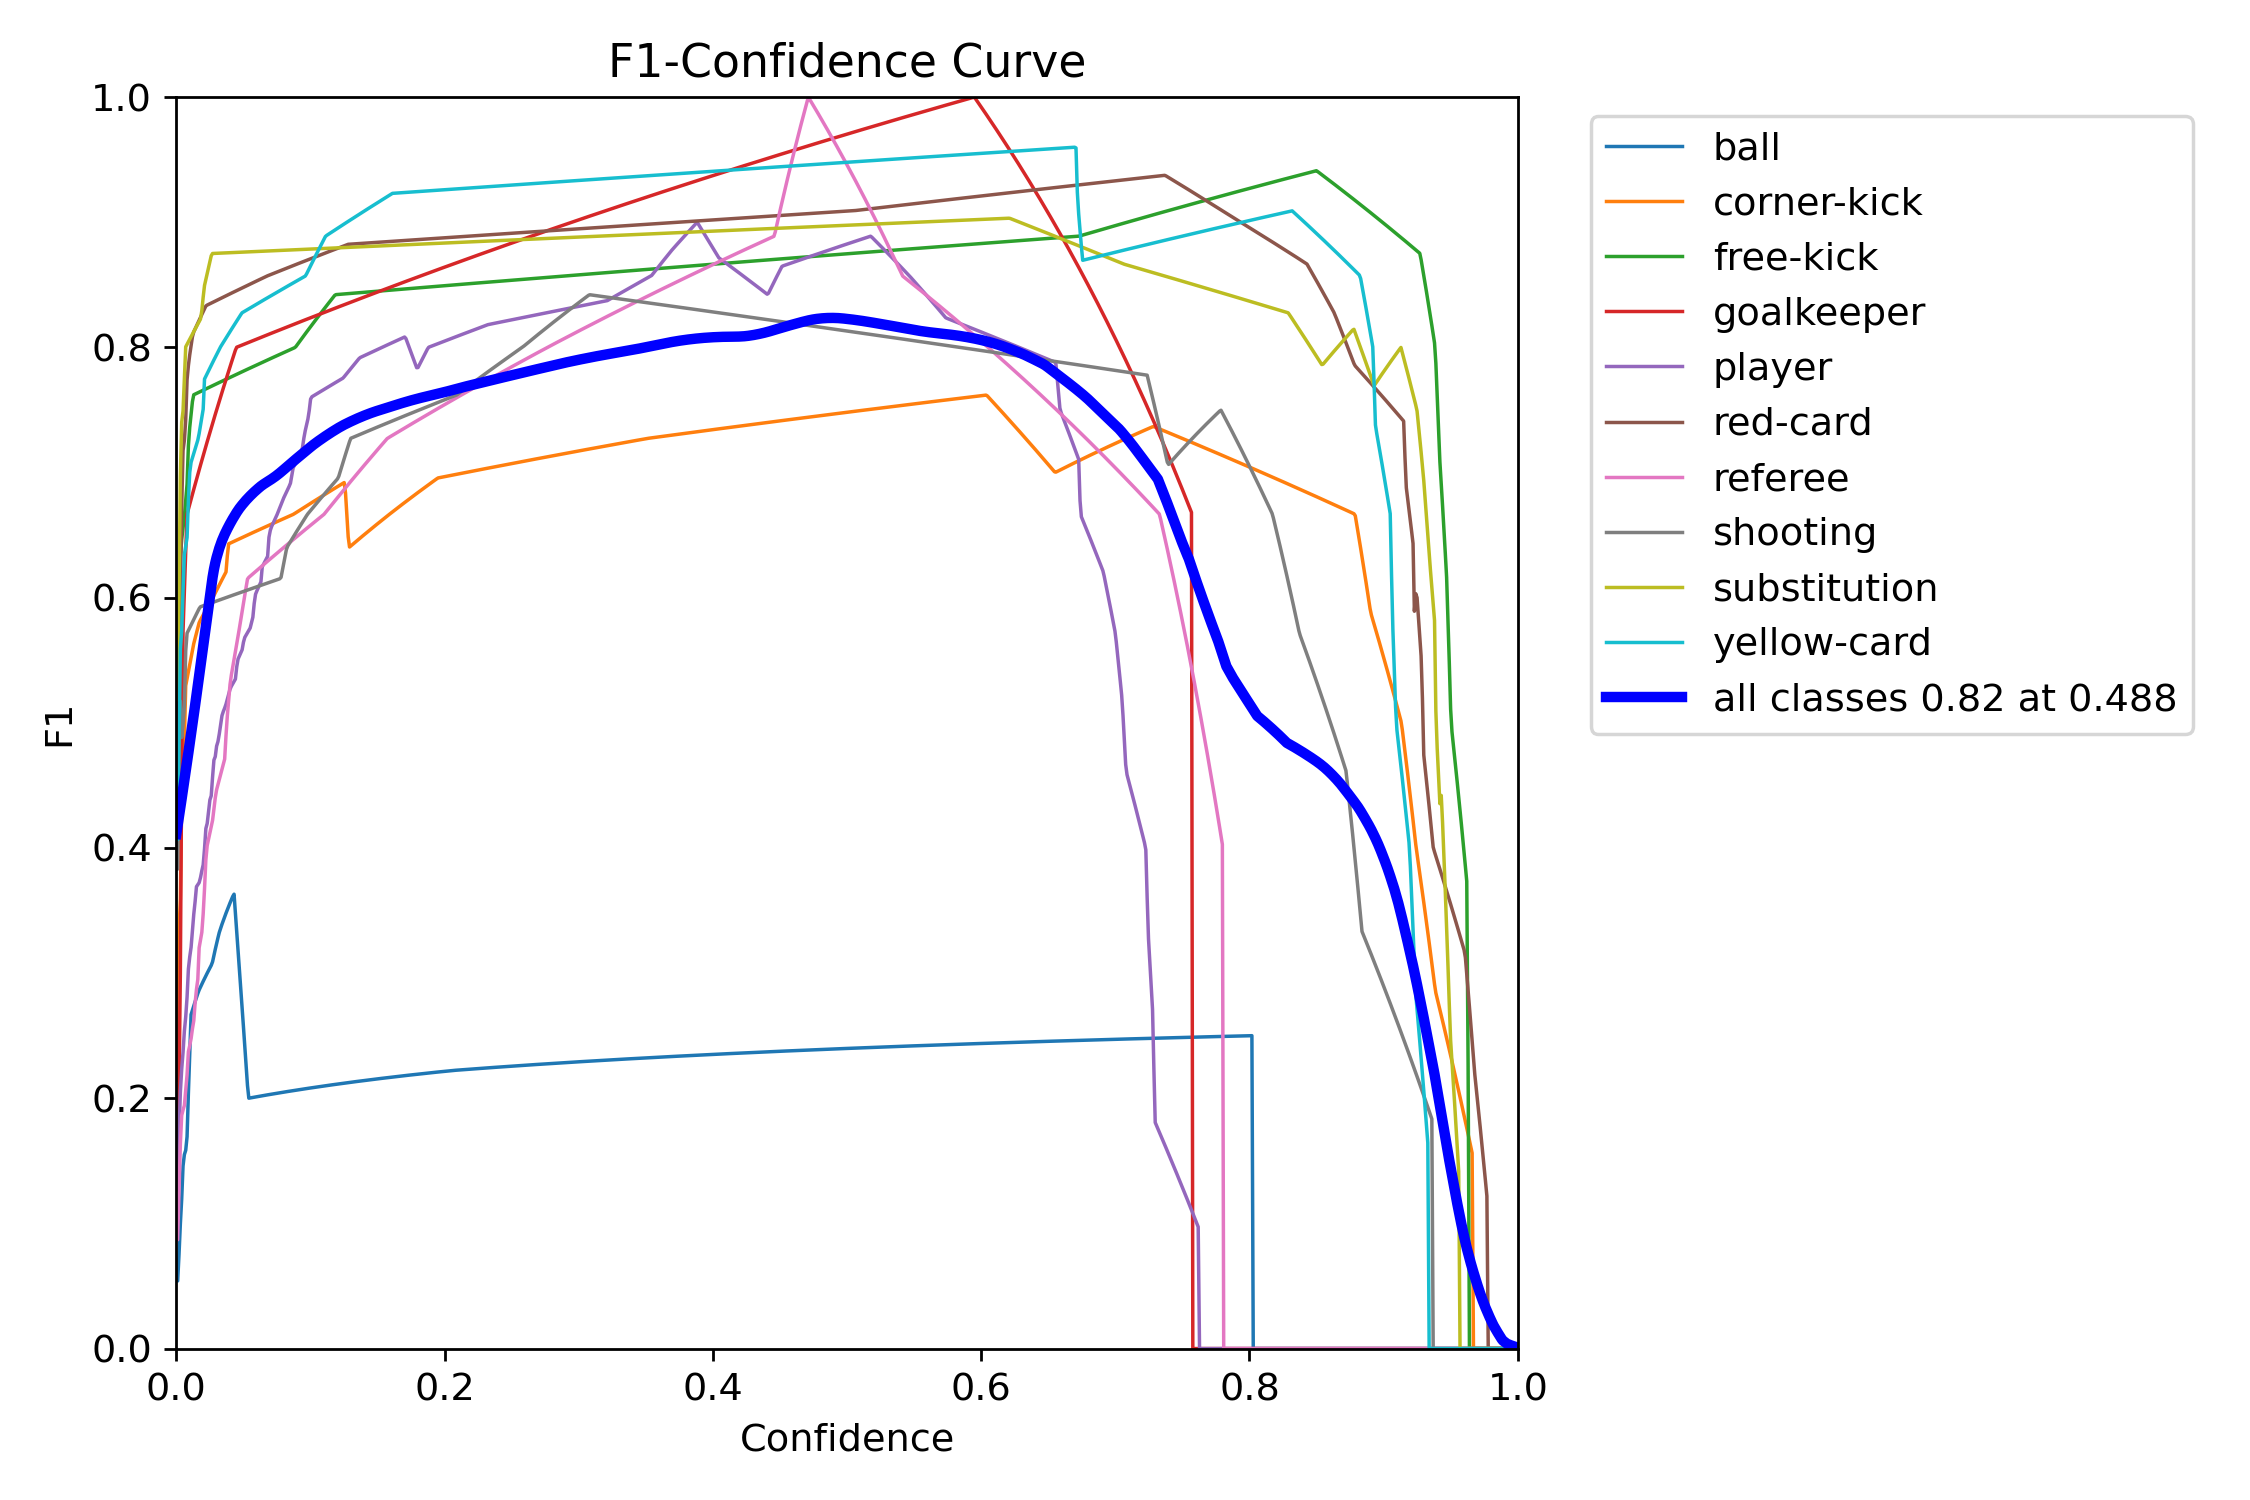 F1-Confidence Curve
1.0
0.8
0.6
0.4
0.2
0.0
F1
0.0 0.2 0.4 0.6 0.8 1.0
Confidence
ball
corner-kick
free-kick
goalkeeper
player
red-card
referee
shooting
substitution
yellow-card
all classes 0.82 at 0.488